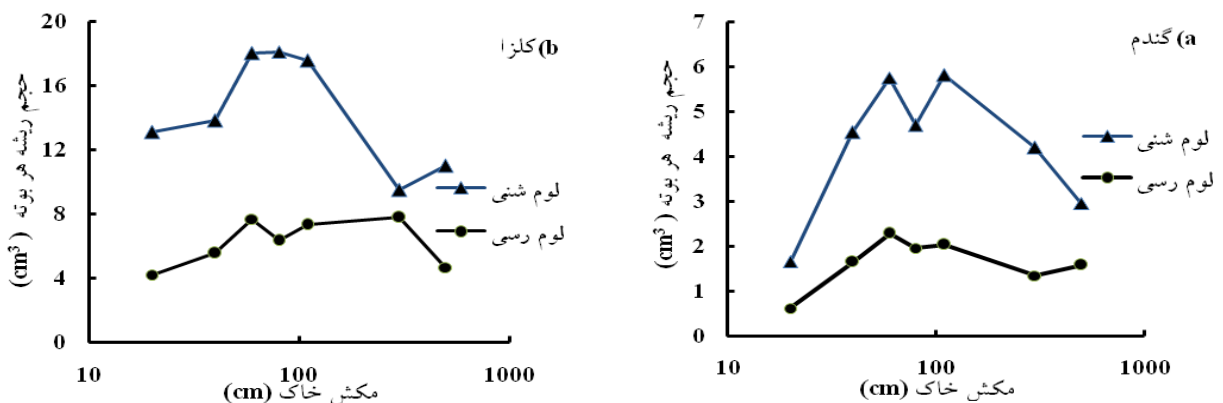 b) کلزا
حجم ریشه هر بوته (cm³)
20
16
12
8
4
0
لوم شنی
لوم رسی
10
100
1000
مکش خاک (cm)
a) گندم
حجم ریشه هر بوته (cm³)
7
6
5
4
3
2
1
0
لوم شنی
لوم رسی
10
100
1000
مکش خاک (cm)